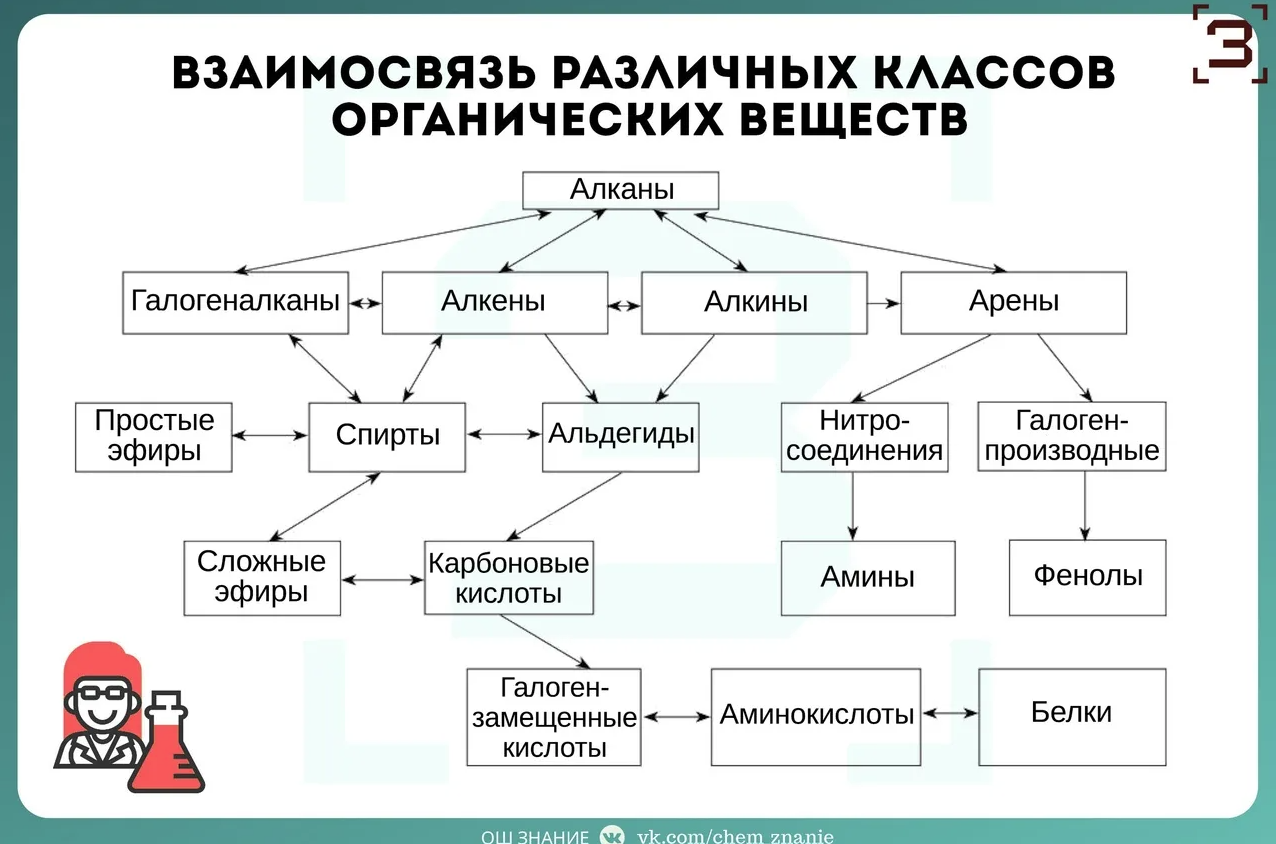 ВЗАИМОСВЯЗЬ РАЗЛИЧНЫХ КЛАССОВ
ОРГАНИЧЕСКИХ ВЕЩЕСТВ
З
Алканы
Галогеналканы
Алкены
Алкины
Арены
Простые
эфиры
Спирты
Альдегиды
Нитро-
соединения
Галоген-
производные
Сложные
эфиры
Карбоновые
кислоты
Амины
Фенолы
Галоген-
замещенные
кислоты
Аминокислоты
Белки
ОШ ЗНАНИЕ vk.com/chem_znanie